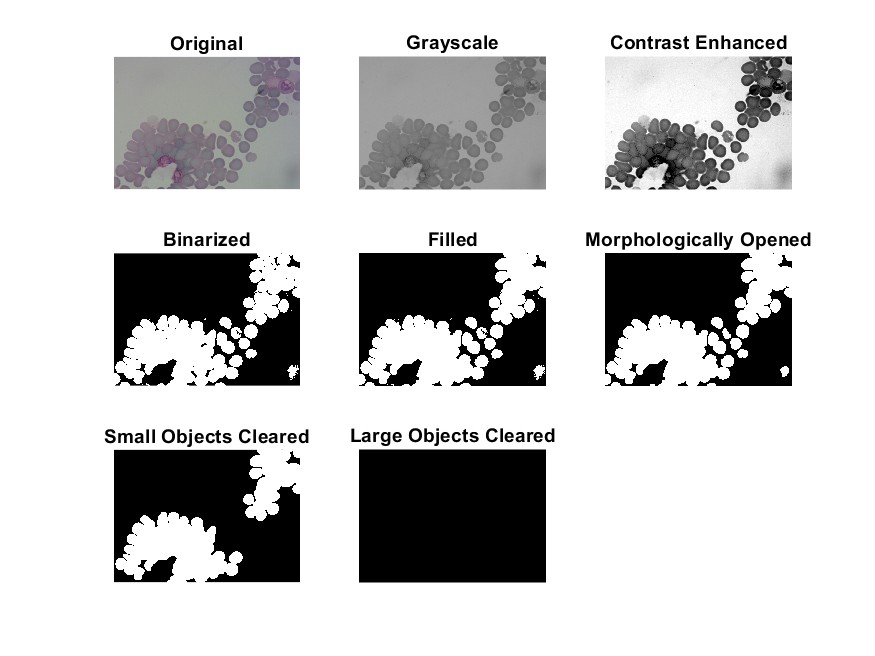 Original
Grayscale
Contrast Enhanced
Binarized
Filled
Morphologically Opened
Small Objects Cleared
Large Objects Cleared